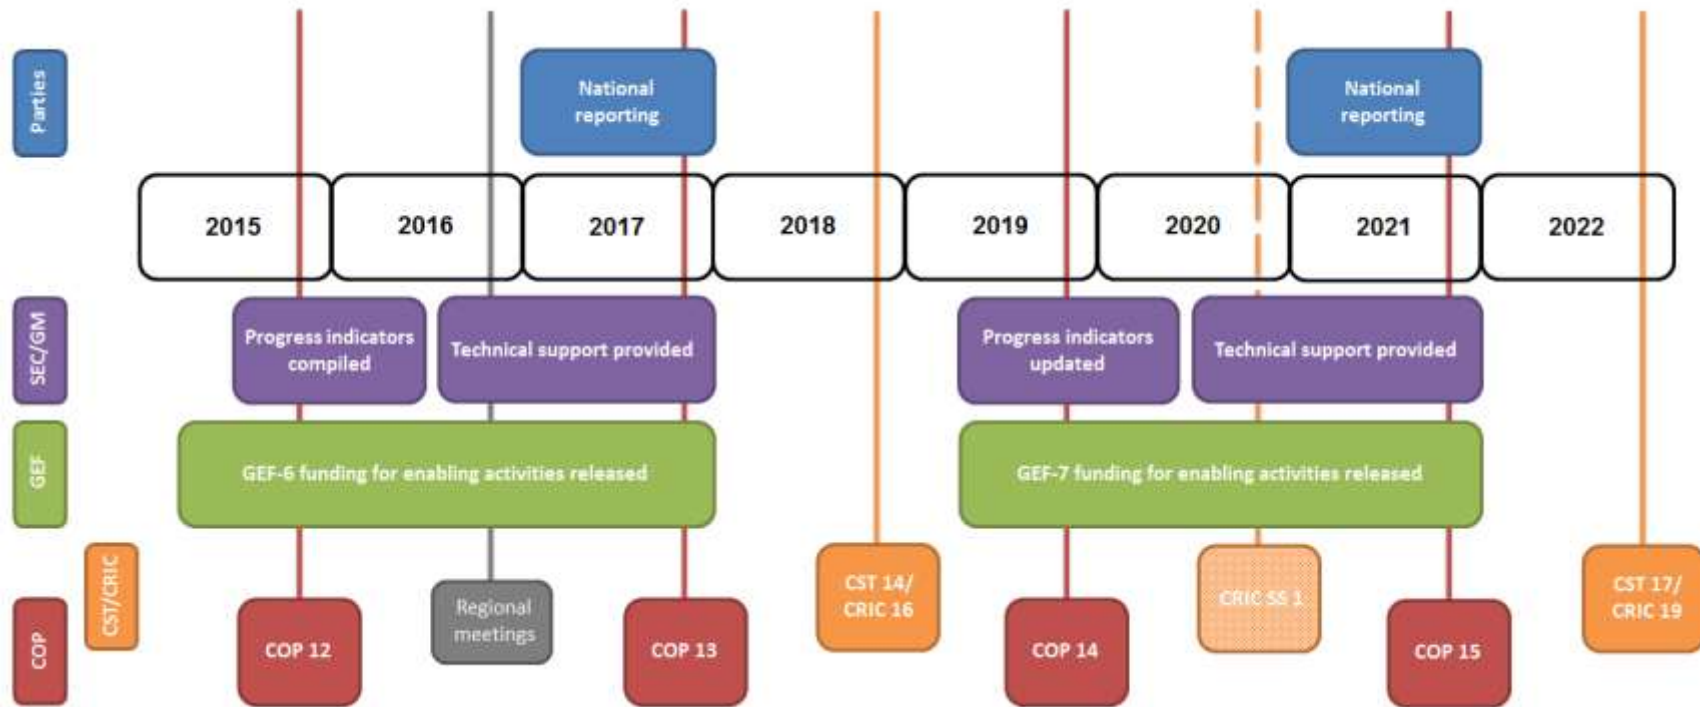 Parties
National
reporting
National
reporting
2015
2016
2017
2018
2019
2020
2021
2022
SEC/GM
Progress indicators
compiled
Technical support provided
Progress indicators
updated
Technical support provided
GEF
GEF-6 funding for enabling activities released
GEF-7 funding for enabling activities released
CST/CRIC
CST 14/
CRIC 16
CRIC SS 1
CST 17/
CRIC 19
Regional
meetings
COP
COP 12
COP 13
COP 14
COP 15